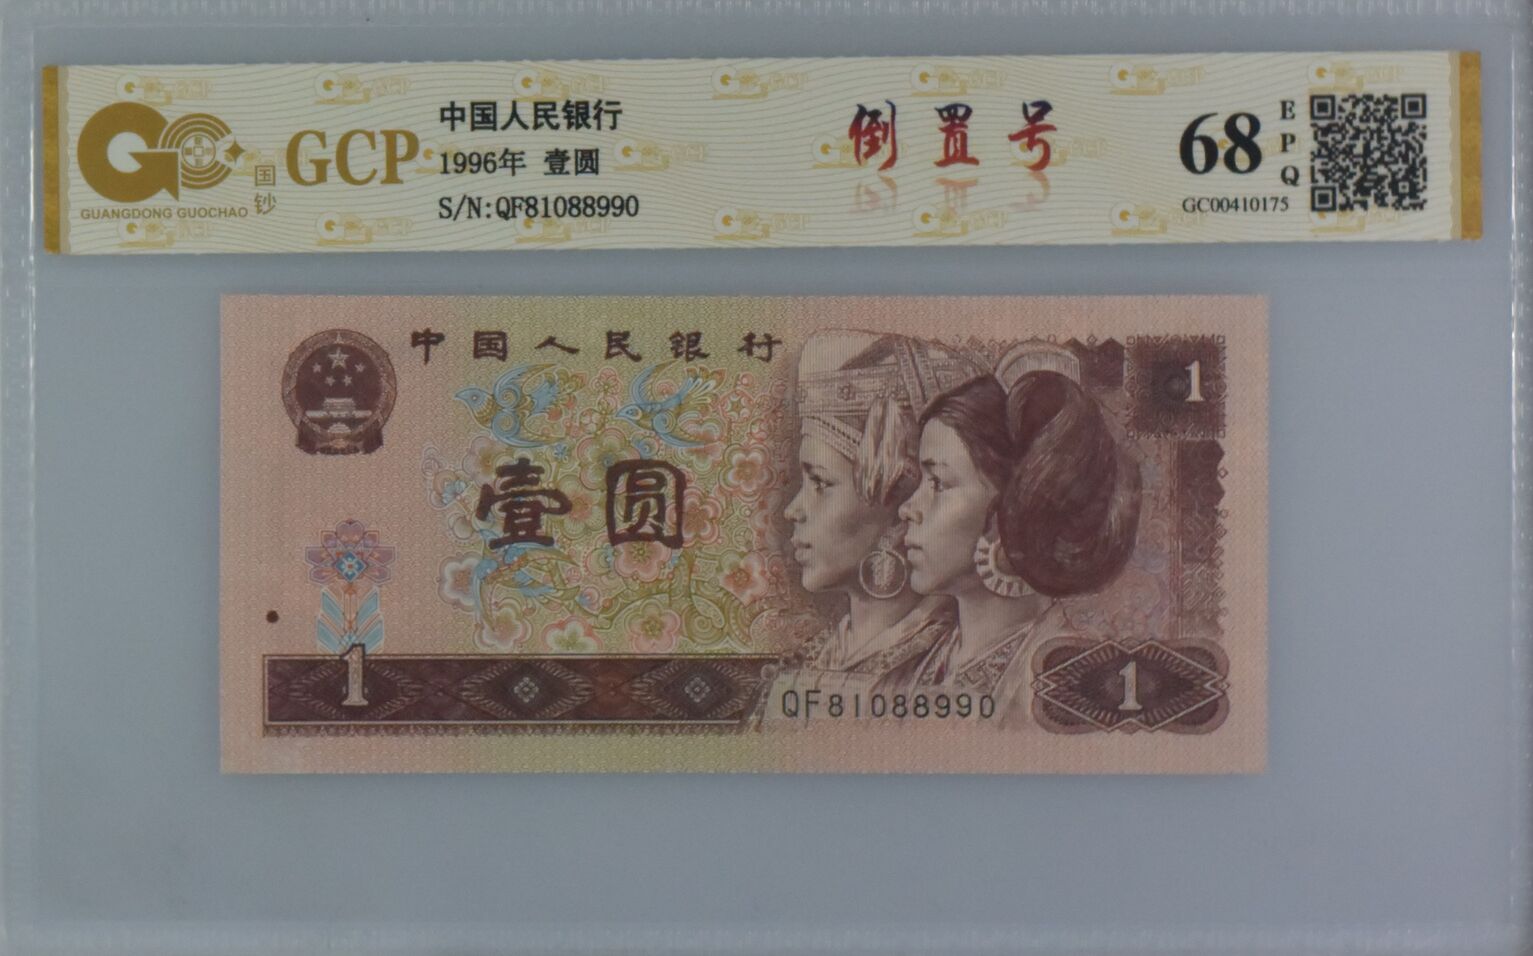 GCP
国钞
GUANGDONG GUOCHAO
中国人民银行
1996年 壹圆
S/N:QF81088990
倒置号
68
EPQ
GC00410175
中国人民银行
1
壹圆
1
QF81088990
1